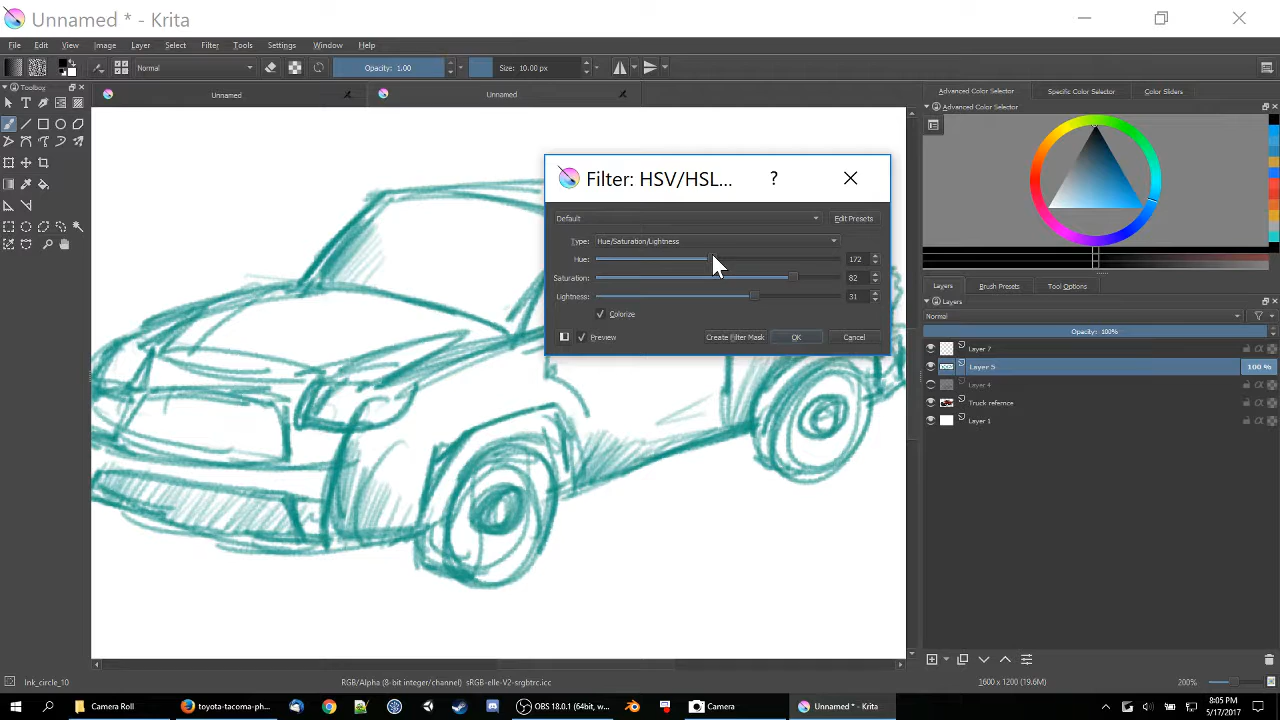 Unnamed * - Krita
File Edit View Image Layer Select Filter Tools Settings Window Help
Normal Opacity: 1.00 Size: 10.00 px
Toolbox
Unnamed
Unnamed
Advanced Color Selector Specific Color Selector Color Sliders
Advanced Color Selector
Filter: HSV/HSL... ?
Default Edit Presets
Type: Hue/Saturation/Lightness
Hue: 172
Saturation: 82
Lightness: 31
Colorize
Preview Create Filter Mask OK Cancel
Layers Brush Presets Tool Options
Layers
Normal
Opacity: 100%
Layer 7
Layer 5 100 %
Layer 4
Truck refernce
Layer 1
Ink_circle_10 RGB/Alpha (8-bit integer/channel) sRGB-elle-V2-srgbtrc.icc 1600 x 1200 (19.6M) 200%
Camera Roll toyota-tacoma-ph... OBS 18.0.1 (64bit, w... Camera Unnamed * - Krita
8:05 PM
5/17/2017